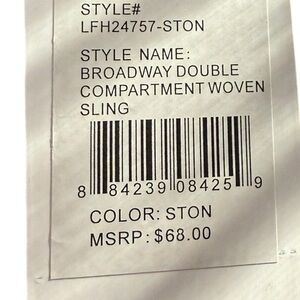 STYLE#
LFH24757-STON
STYLE NAME:
BROADWAY DOUBLE
COMPARTMENT WOVEN
SLING
8 84239 08425 9
COLOR: STON
MSRP: $68.00